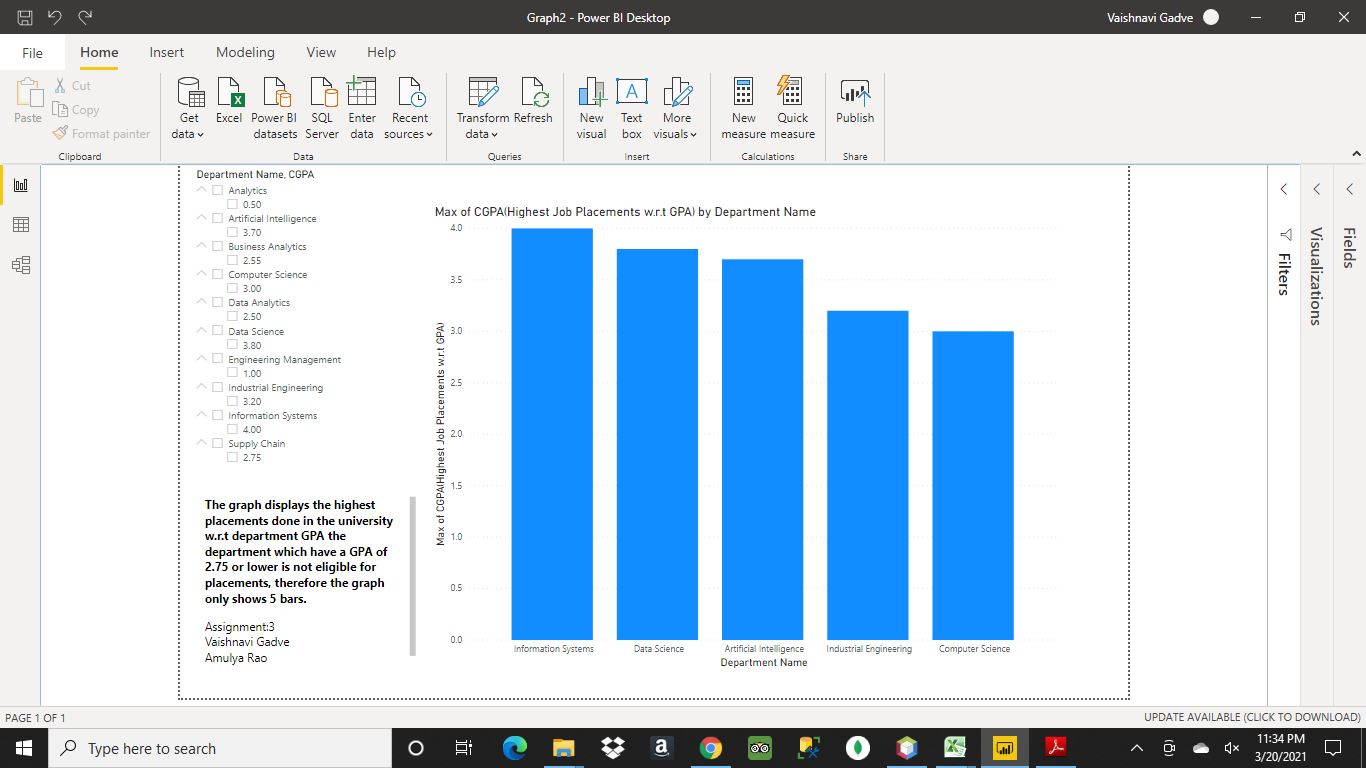 Graph2 - Power BI Desktop
Vaishnavi Gadve
File
Home
Insert
Modeling
View
Help
Paste
Cut
Copy
Format painter
Clipboard
Get data
Excel
Power BI datasets
SQL Server
Enter data
Recent sources
Data
Transform data
Refresh
Queries
New visual
Text box
More visuals
Insert
New measure
Quick measure
Calculations
Publish
Share
Department Name, CGPA
Analytics
0.50
Artificial Intelligence
3.70
Business Analytics
2.55
Computer Science
3.00
Data Analytics
2.50
Data Science
3.80
Engineering Management
1.00
Industrial Engineering
3.20
Information Systems
4.00
Supply Chain
2.75
The graph displays the highest
placements done in the university
w.r.t department GPA the
department which have a GPA of
2.75 or lower is not eligible for
placements, therefore the graph
only shows 5 bars.
Assignment:3
Vaishnavi Gadve
Amulya Rao
Max of CGPA(Highest Job Placements w.r.t GPA) by Department Name
Max of CGPA(Highest Job Placements w.r.t GPA)
4.0
3.5
3.0
2.5
2.0
1.5
1.0
0.5
0.0
Information Systems
Data Science
Artificial Intelligence
Industrial Engineering
Computer Science
Department Name
Filters
Visualizations
Fields
PAGE 1 OF 1
UPDATE AVAILABLE (CLICK TO DOWNLOAD)
Type here to search
11:34 PM
3/20/2021